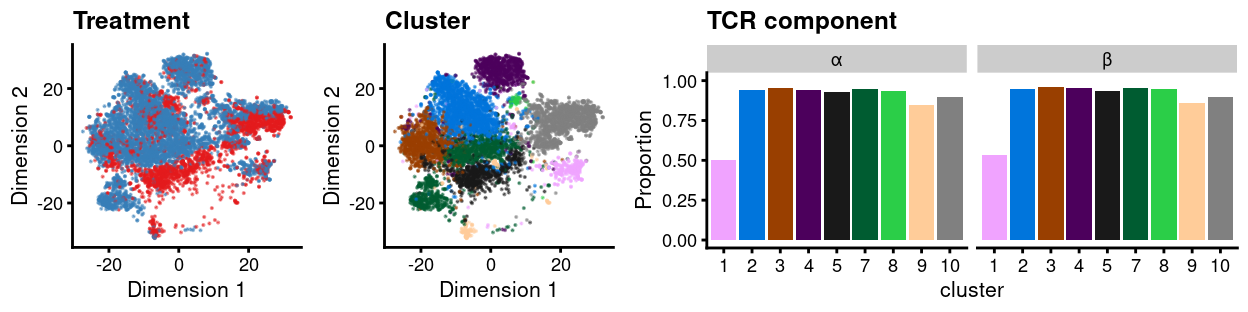 Treatment
Dimension 2
20
0
-20
-20 0 20
Dimension 1
Cluster
Dimension 2
20
0
-20
-20 0 20
Dimension 1
TCR component
α β
Proportion
1.00
0.75
0.50
0.25
0.00
1 2 3 4 5 7 8 9 10 1 2 3 4 5 7 8 9 10
cluster